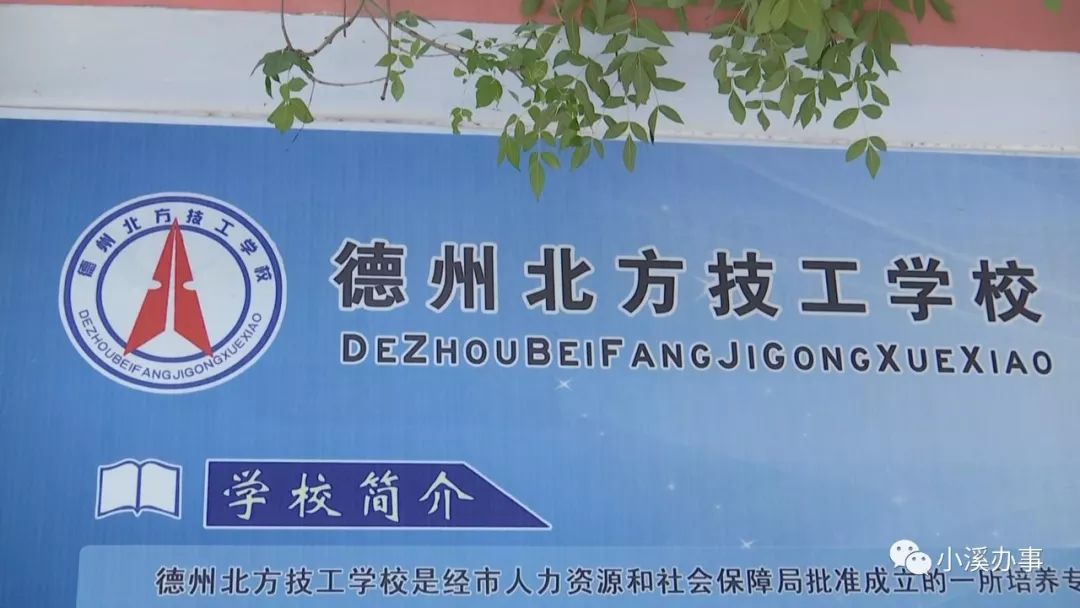 德州北方技工学校
DEZHOUBEIFANGJIGONGXUEXIAO
德州北方技工学校
DEZHOUBEIFANGJIGONGXUEXIAO
学校简介
德州北方技工学校是经市人力资源和社会保障局批准成立的一所培养专
小溪办事